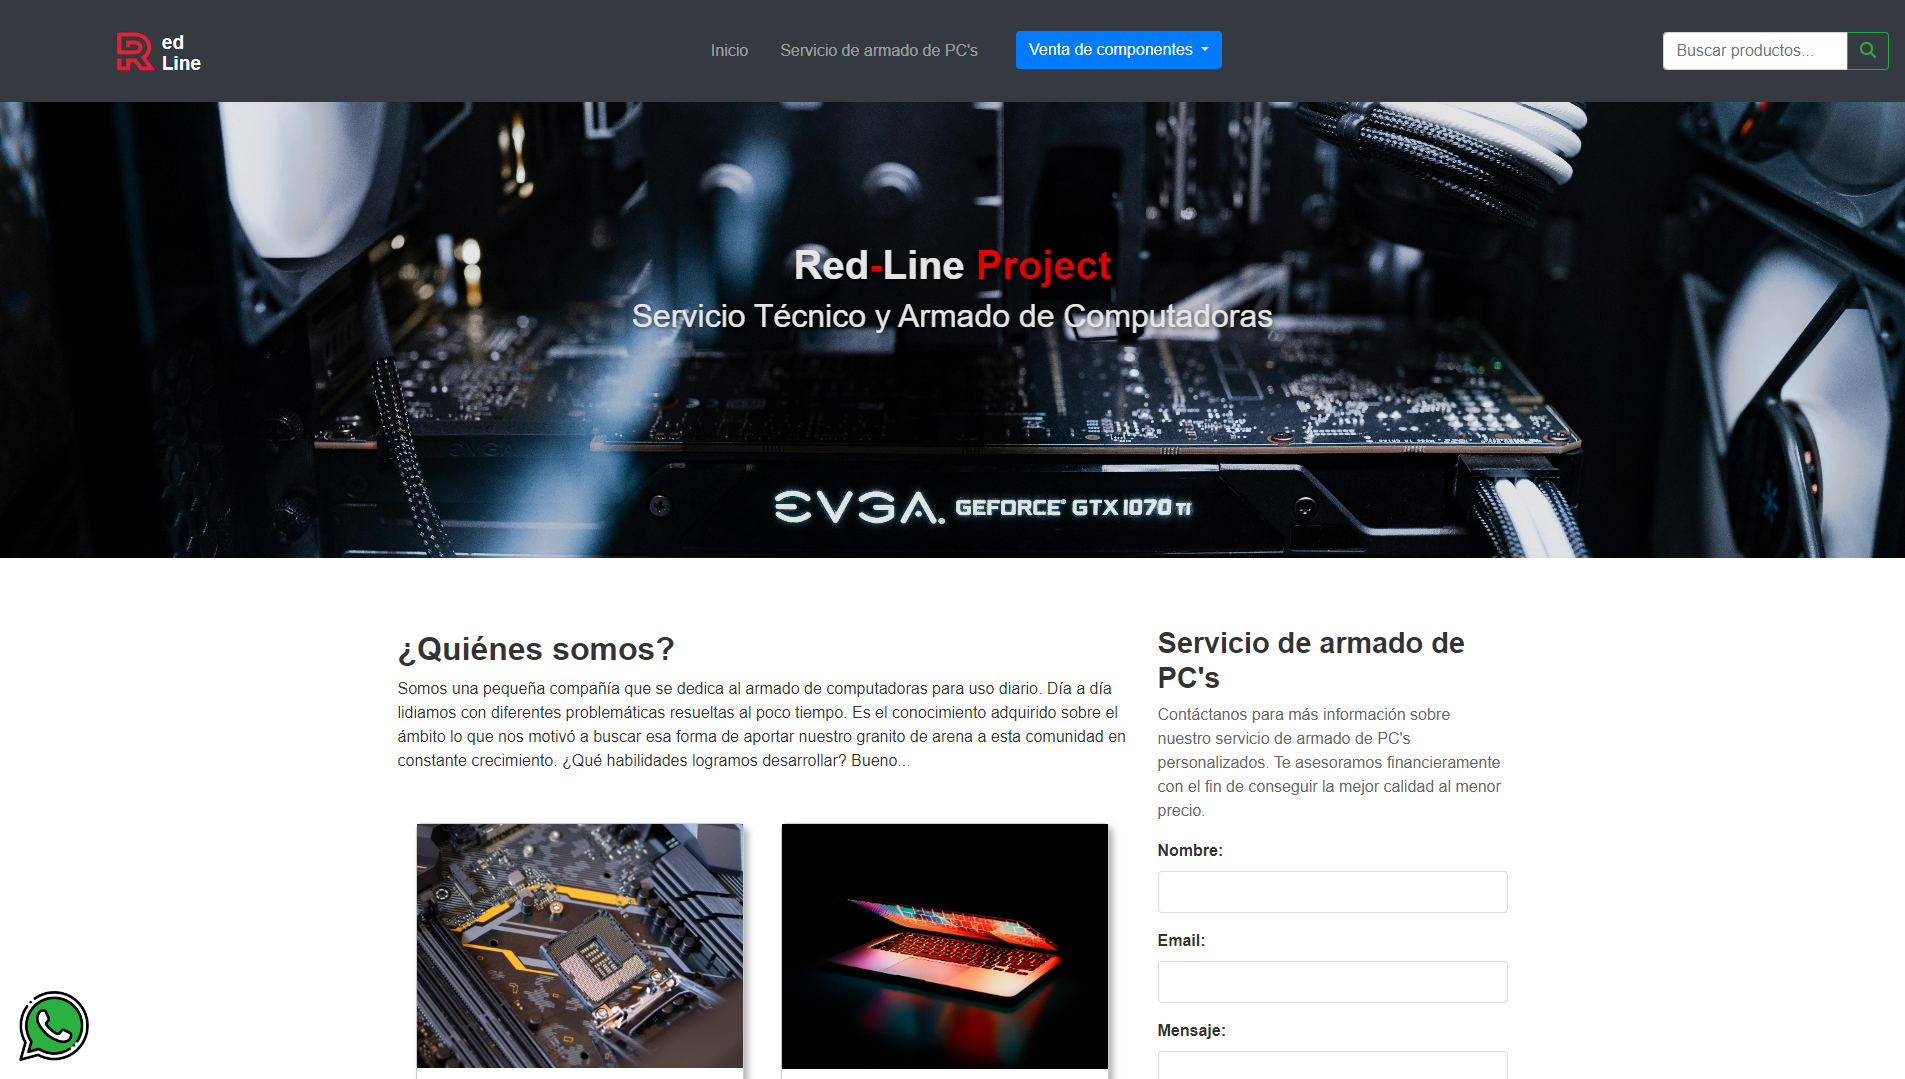 ed
Line
Inicio
Servicio de armado de PC's
Venta de componentes
Buscar productos...
Red-Line Project
Servicio Técnico y Armado de Computadoras
EVGA
EVGA. GEFORCE® GTX 1070 TI
¿Quiénes somos?
Somos una pequeña compañía que se dedica al armado de computadoras para uso diario. Día a día
lidiamos con diferentes problemáticas resueltas al poco tiempo. Es el conocimiento adquirido sobre el
ámbito lo que nos motivó a buscar esa forma de aportar nuestro granito de arena a esta comunidad en
constante crecimiento. ¿Qué habilidades logramos desarrollar? Bueno...
Servicio de armado de
PC's
Contáctanos para más información sobre
nuestro servicio de armado de PC's
personalizados. Te asesoramos financieramente
con el fin de conseguir la mejor calidad al menor
precio.
Nombre:
Email:
Mensaje: